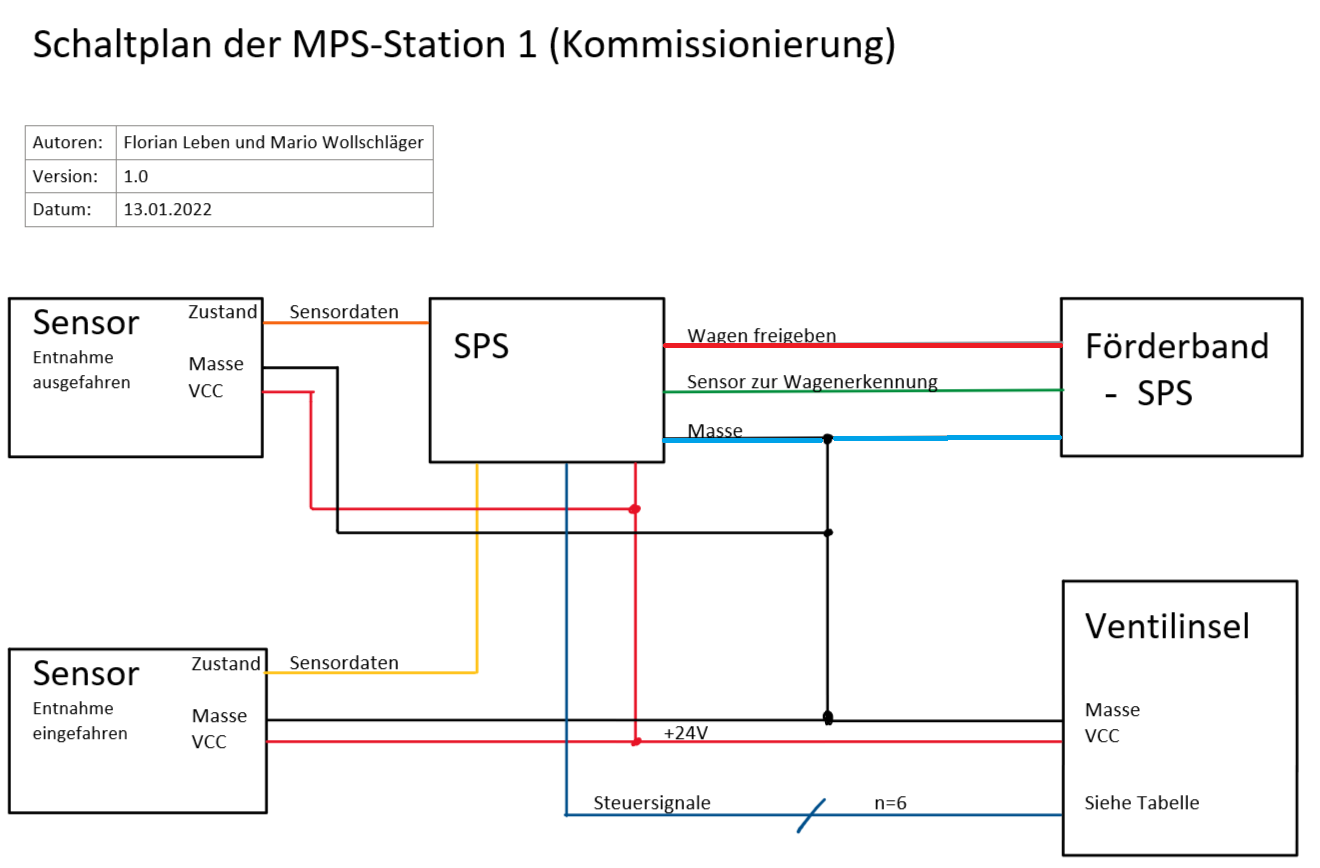 Schaltplan der MPS-Station 1 (Kommissionierung)
Autoren: Florian Leben und Mario Wollschläger
Version: 1.0
Datum: 13.01.2022
Sensor
Entnahme
ausgefahren
Zustand
Masse
VCC
Sensordaten
SPS
Wagen freigeben
Sensor zur Wagenerkennung
Masse
Förderband
- SPS
Sensor
Entnahme
eingefahren
Zustand
Masse
VCC
Sensordaten
+24V
Steuersignale
n=6
Ventilinsel
Masse
VCC
Siehe Tabelle